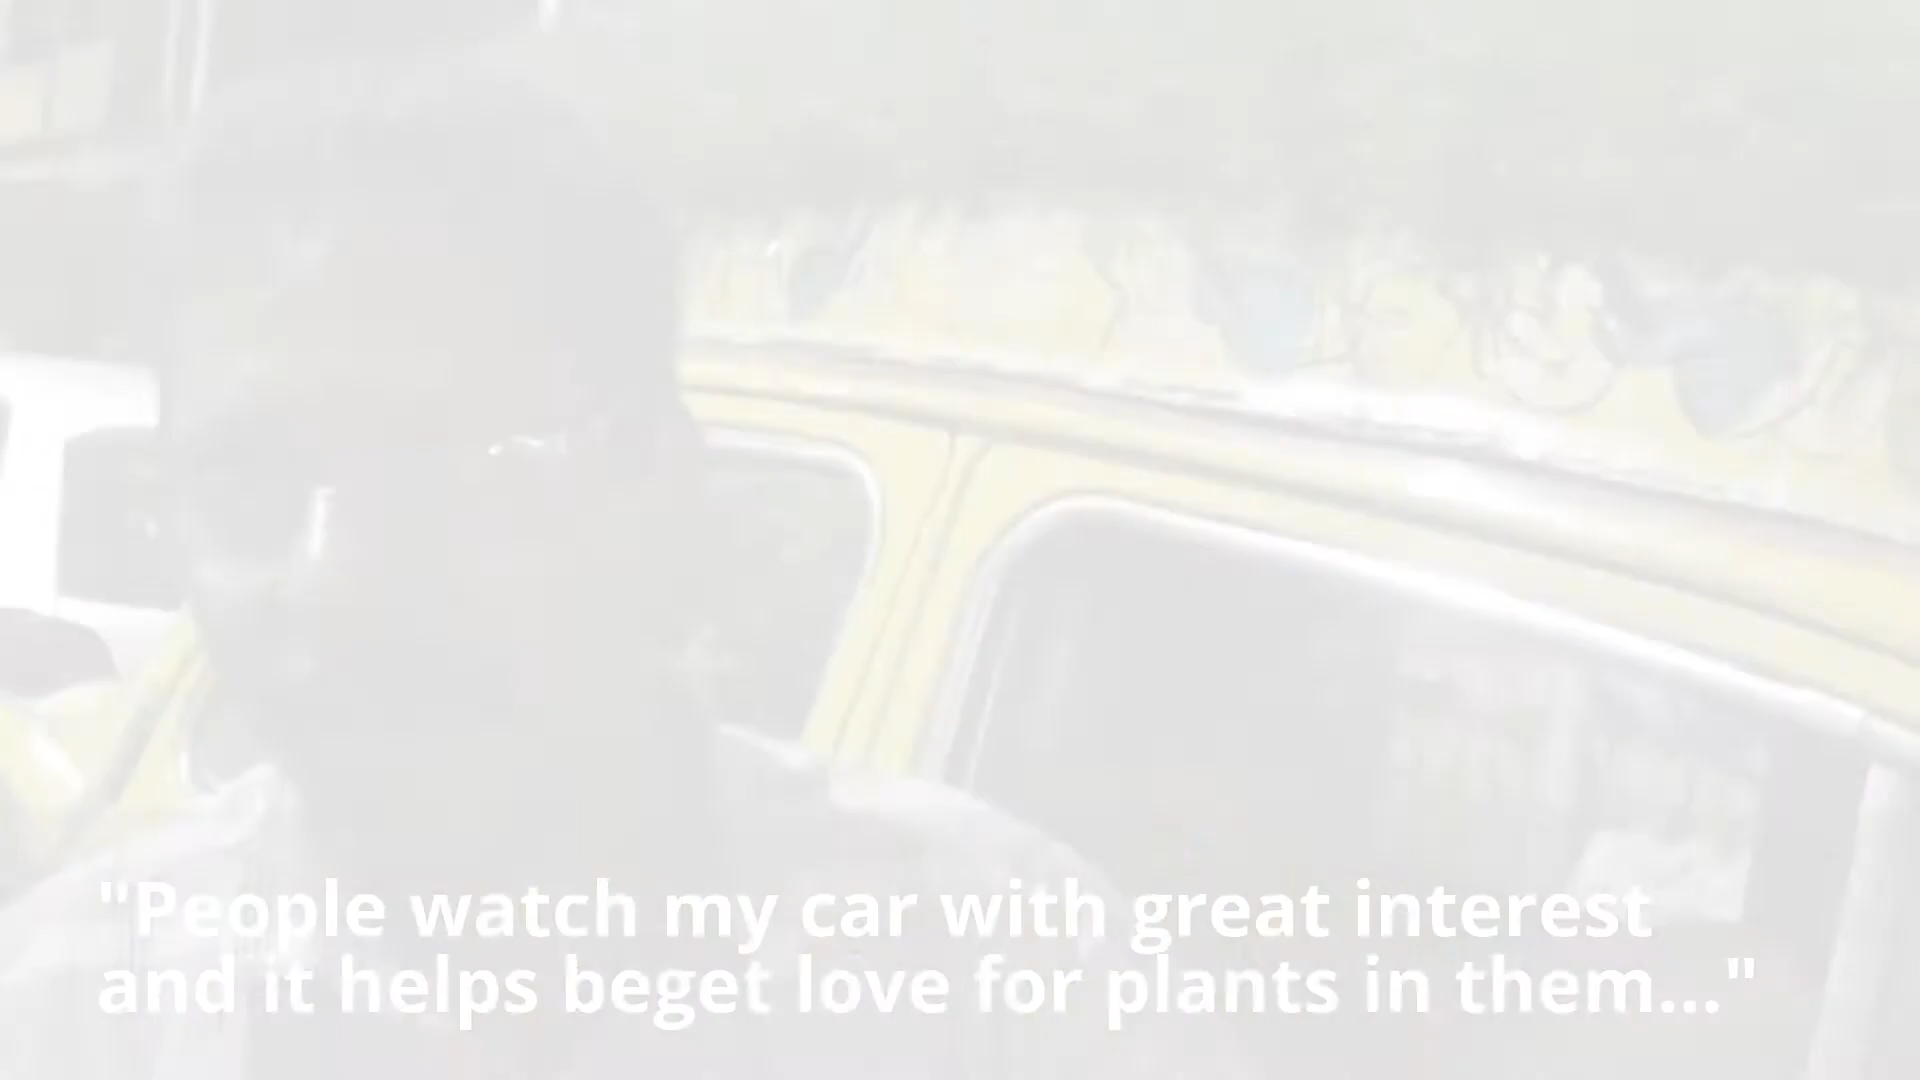 "People watch my car with great interest
and it helps beget love for plants in them..."